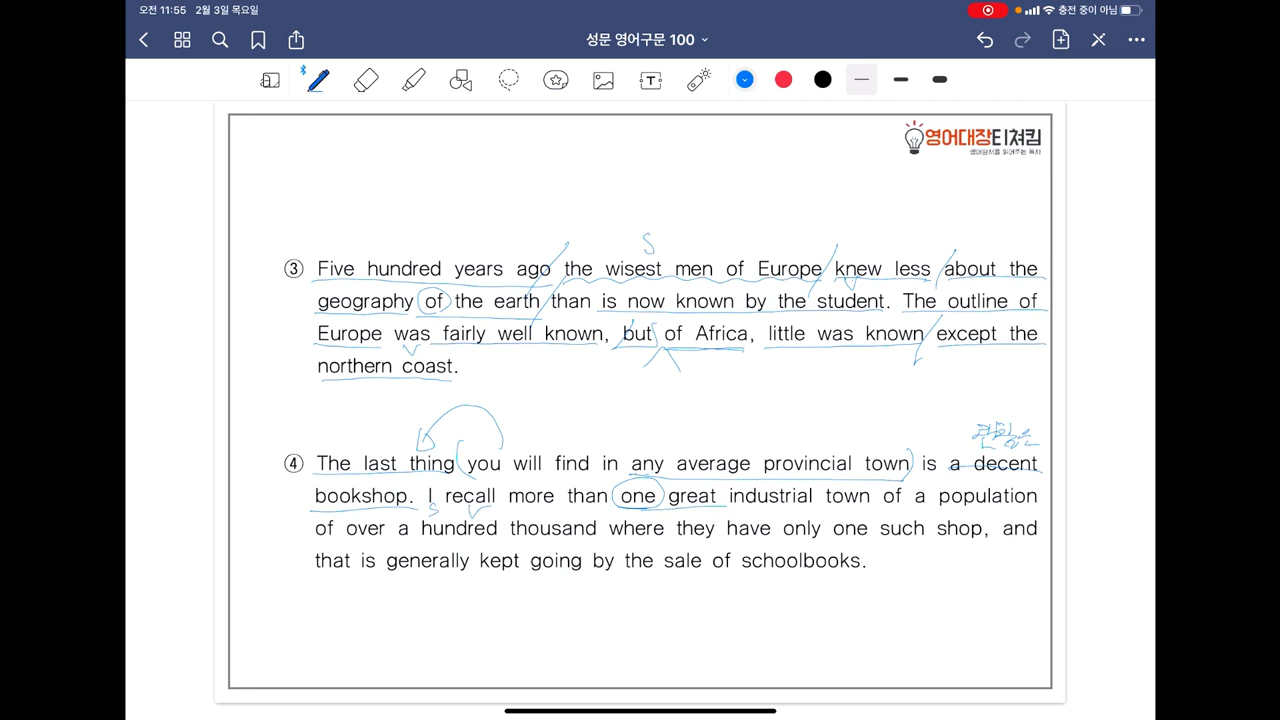 오전 11:55 2월 3일 목요일
충전 중이 아님
성문 영어구문 100
영어대장티쳐킴
S
③ Five hundred years ago the wisest men of Europe knew less about the
geography of the earth than is now known by the student. The outline of
Europe was fairly well known, but of Africa, little was known except the
northern coast.
괜찮은
④ The last thing you will find in any average provincial town is a decent
bookshop. I recall more than one great industrial town of a population
S V
of over a hundred thousand where they have only one such shop, and
that is generally kept going by the sale of schoolbooks.